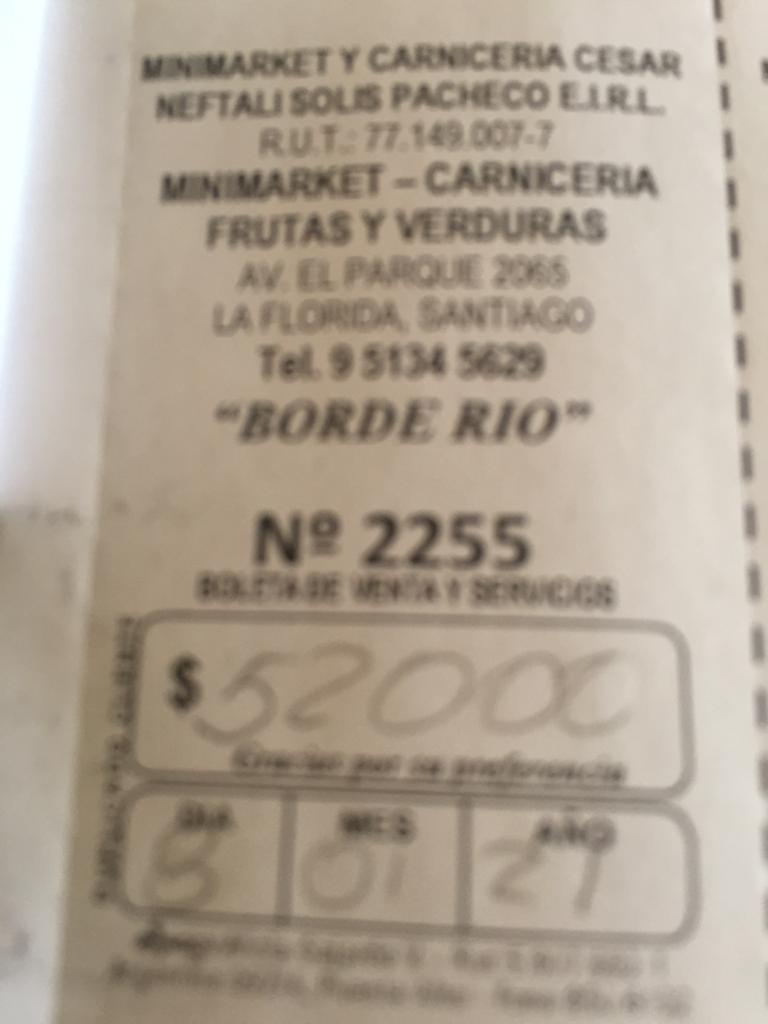 MINIMARKET Y CARNICERIA CESAR
NEFTALI SOLIS PACHECO E.I.R.L.
R.U.T.: 77.149.007-7
MINIMARKET – CARNICERIA
FRUTAS Y VERDURAS
AV. EL PARQUE 2065
LA FLORIDA, SANTIAGO
Tel. 9 5134 5629
“BORDE RIO”
Nº 2255
BOLETA DE VENTA Y SERVICIOS
$ 52000
Gracias por su preferencia
DIA MES AÑO
8 01 21